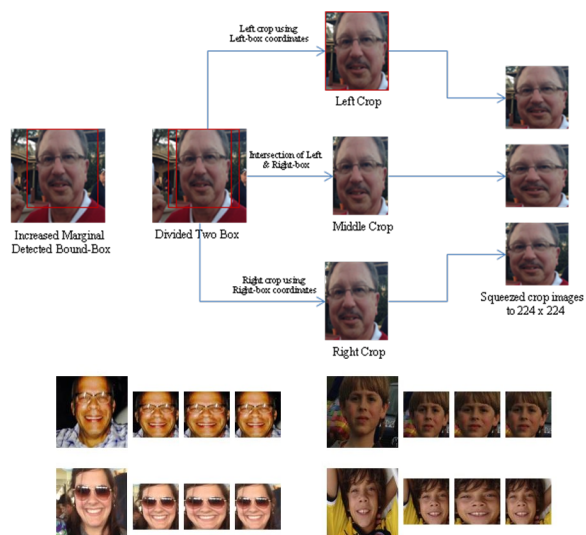 Left crop using
Left-box coordinates
Left Crop
Intersection of Left
& Right-box
Increased Marginal
Detected Bound-Box
Divided Two Box
Middle Crop
Right crop using
Right-box coordinates
Squeezed crop images
to 224 x 224
Right Crop